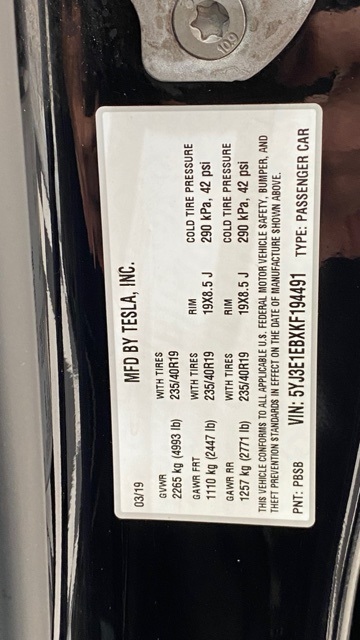 10.9
03/19 MFD BY TESLA, INC.
GVWR WITH TIRES
2265 kg (4993 lb) 235/40R19
GAWR FRT WITH TIRES RIM COLD TIRE PRESSURE
1110 kg (2447 lb) 235/40R19 19X8.5 J 290 kPa, 42 psi
GAWR RR WITH TIRES RIM COLD TIRE PRESSURE
1257 kg (2771 lb) 235/40R19 19X8.5 J 290 kPa, 42 psi
THIS VEHICLE CONFORMS TO ALL APPLICABLE U.S. FEDERAL MOTOR VEHICLE SAFETY, BUMPER, AND
THEFT PREVENTION STANDARDS IN EFFECT ON THE DATE OF MANUFACTURE SHOWN ABOVE.
PNT: PBSB VIN: 5YJ3E1EBXKF194491 TYPE: PASSENGER CAR